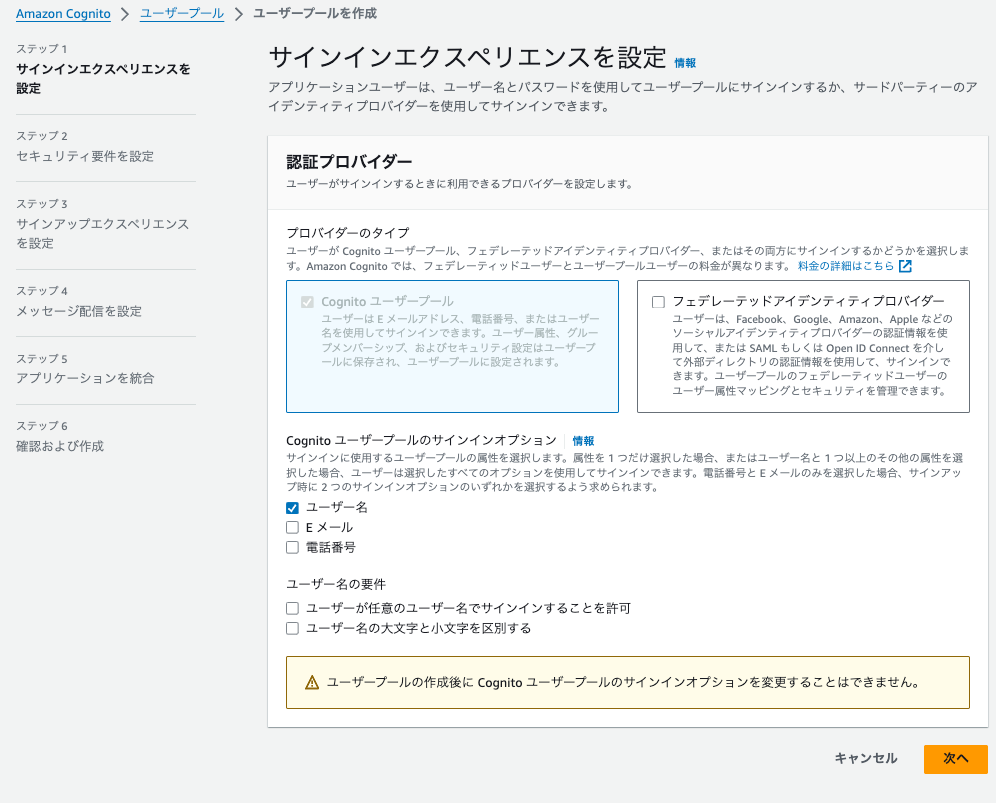 Amazon Cognito > ユーザープール > ユーザープールを作成
ステップ 1
サインインエクスペリエンスを
設定
ステップ 2
セキュリティ要件を設定
ステップ 3
サインアップエクスペリエンス
を設定
ステップ 4
メッセージ配信を設定
ステップ 5
アプリケーションを統合
ステップ 6
確認および作成
サインインエクスペリエンスを設定 情報
アプリケーションユーザーは、ユーザー名とパスワードを使用してユーザープールにサインインするか、サードパーティーのア
イデンティティプロバイダーを使用してサインインできます。
認証プロバイダー
ユーザーがサインインするときに利用できるプロバイダーを設定します。
プロバイダーのタイプ
ユーザーが Cognito ユーザープール、フェデレーテッドアイデンティティプロバイダー、またはその両方にサインインするかどうかを選択しま
す。Amazon Cognito では、フェデレーティッドユーザーとユーザープールユーザーの料金が異なります。 料金の詳細はこちら
Cognito ユーザープール
ユーザーは E メールアドレス、電話番号、またはユーザー
名を使用してサインインできます。ユーザー属性、グルー
プメンバーシップ、およびセキュリティ設定はユーザープ
ールに保存され、ユーザープールに設定されます。
フェデレーテッドアイデンティティプロバイダー
ユーザーは、Facebook、Google、Amazon、Apple などの
ソーシャルアイデンティティプロバイダーの認証情報を使
用して、または SAML もしくは Open ID Connect を介し
て外部ディレクトリの認証情報を使用して、サインインで
きます。ユーザープールのフェデレーティッドユーザーの
ユーザー属性マッピングとセキュリティを管理できます。
Cognito ユーザープールのサインインオプション 情報
サインインに使用するユーザープールの属性を選択します。属性を 1 つだけ選択した場合、またはユーザー名と 1 つ以上のその他の属性を選
択した場合、ユーザーは選択したすべてのオプションを使用してサインインできます。電話番号と E メールのみを選択した場合、サインアッ
プ時に 2 つのサインインオプションのいずれかを選択するよう求められます。
ユーザー名
E メール
電話番号
ユーザー名の要件
ユーザーが任意のユーザー名でサインインすることを許可
ユーザー名の大文字と小文字を区別する
ユーザープールの作成後に Cognito ユーザープールのサインインオプションを変更することはできません。
キャンセル
次へ